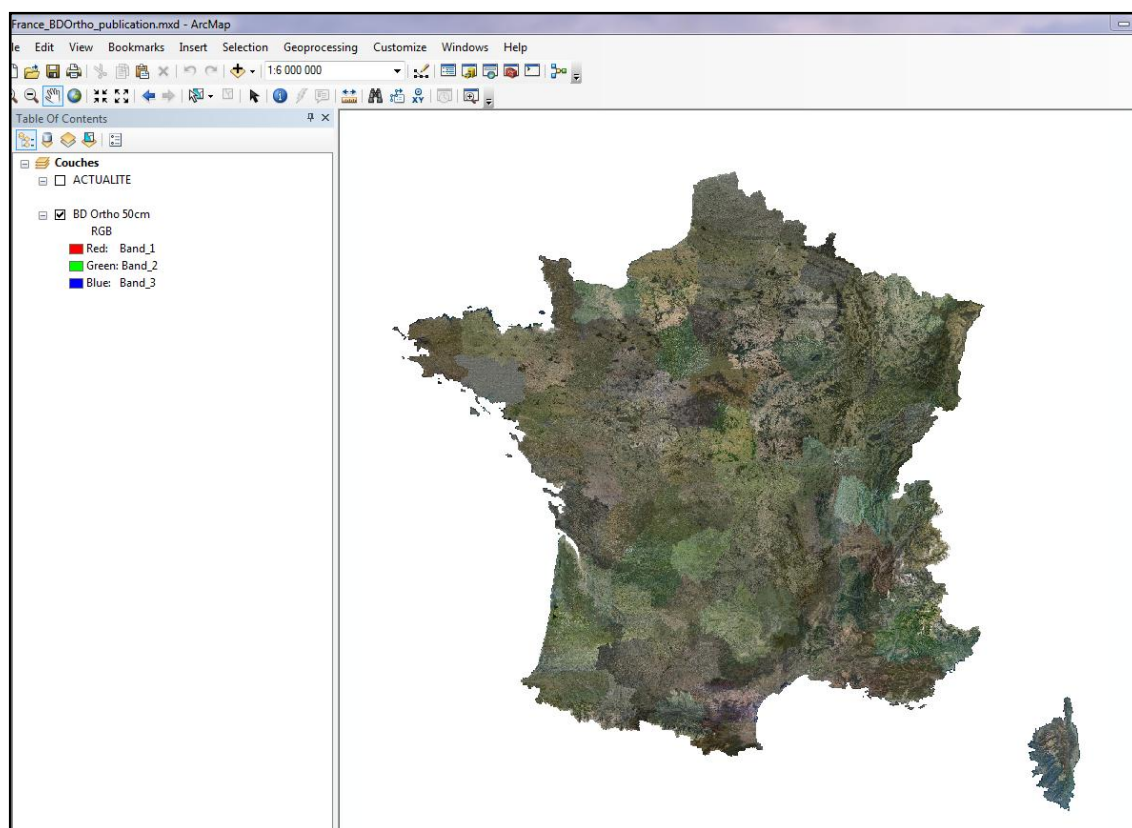 France_BDOrtho_publication.mxd - ArcMap
le Edit View Bookmarks Insert Selection Geoprocessing Customize Windows Help
1:6 000 000
Table Of Contents
Couches
ACTUALITE
BD Ortho 50cm
RGB
Red: Band_1
Green: Band_2
Blue: Band_3